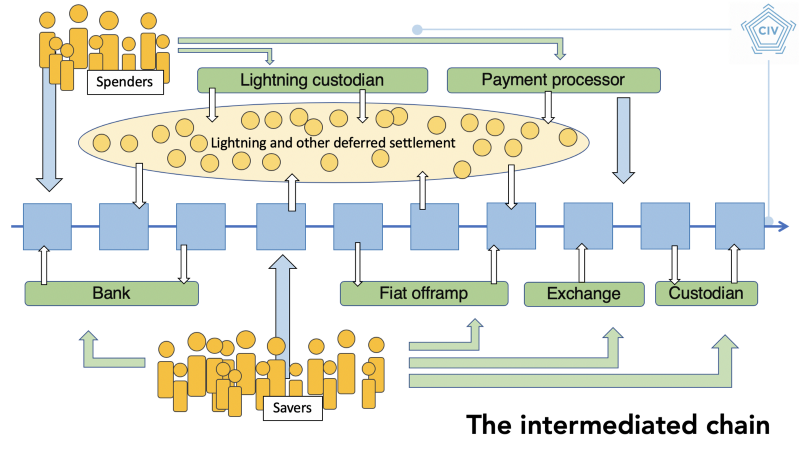 CIV
Spenders
Lightning custodian
Payment processor
Lightning and other deferred settlement
Bank
Fiat offramp
Exchange
Custodian
Savers
The intermediated chain